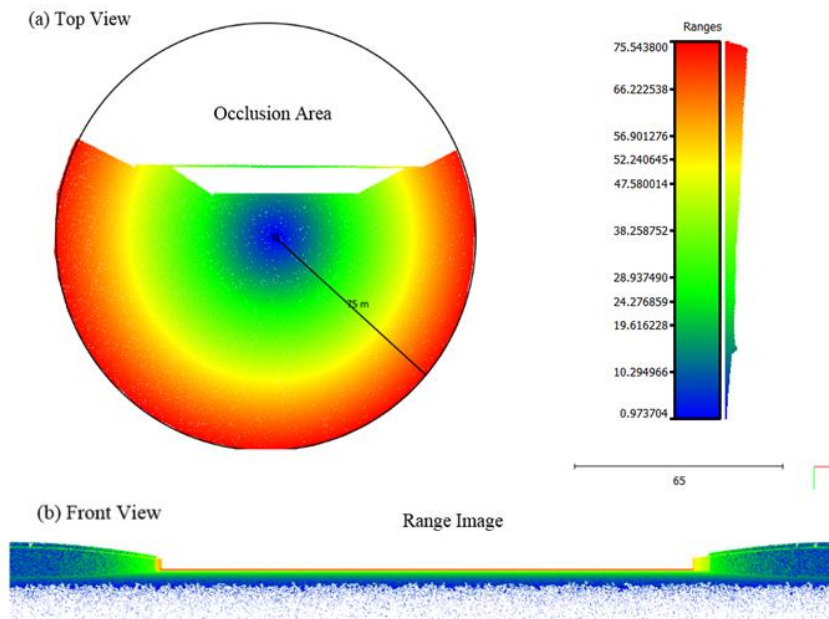 (a) Top View
Occlusion Area
75 m
Ranges
75.543800
66.222538
56.901276
52.240645
47.580014
38.258752
28.937490
24.276859
19.616228
10.294966
0.973704
65
(b) Front View
Range Image